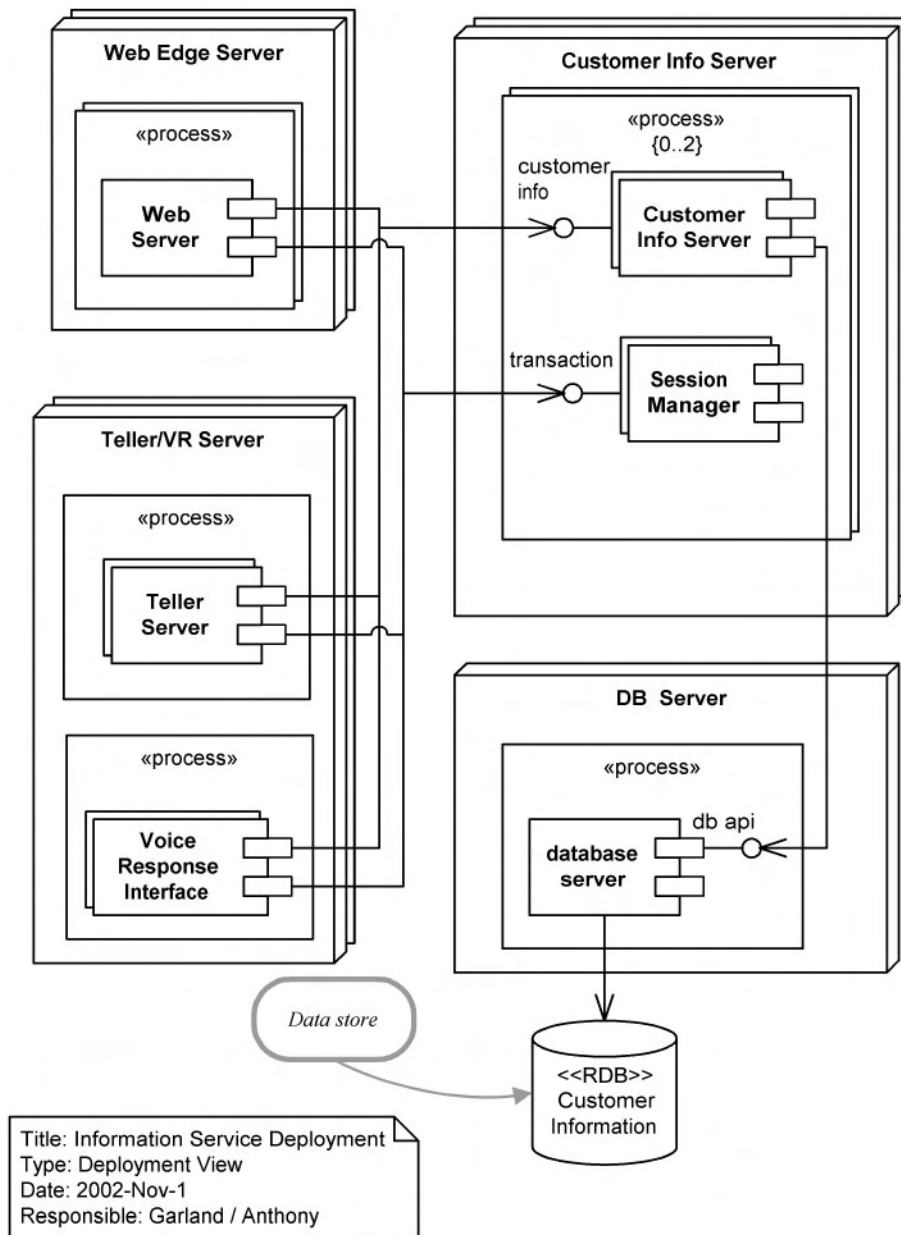 Web Edge Server
«process»
Web
Server
Customer Info Server
«process»
{0..2}
customer
info
Customer
Info Server
transaction
Session
Manager
Teller/VR Server
«process»
Teller
Server
«process»
Voice
Response
Interface
DB Server
«process»
db api
database
server
Data store
<<RDB>>
Customer
Information
Title: Information Service Deployment
Type: Deployment View
Date: 2002-Nov-1
Responsible: Garland / Anthony